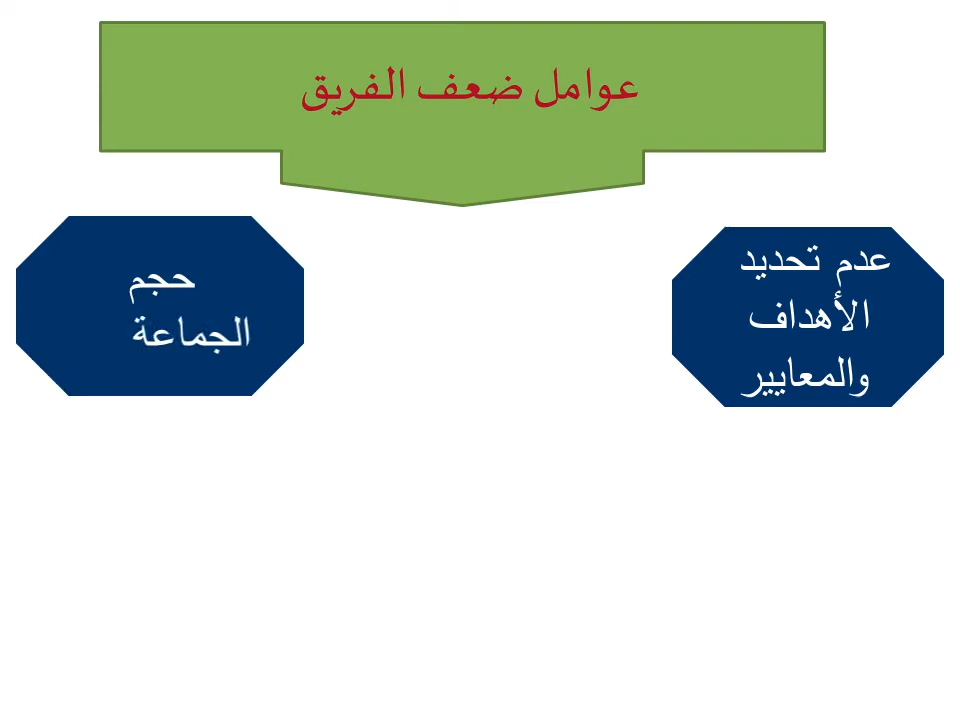 عوامل ضعف الفريق
عدم تحديد
الأهداف
والمعايير
حجم
الجماعة